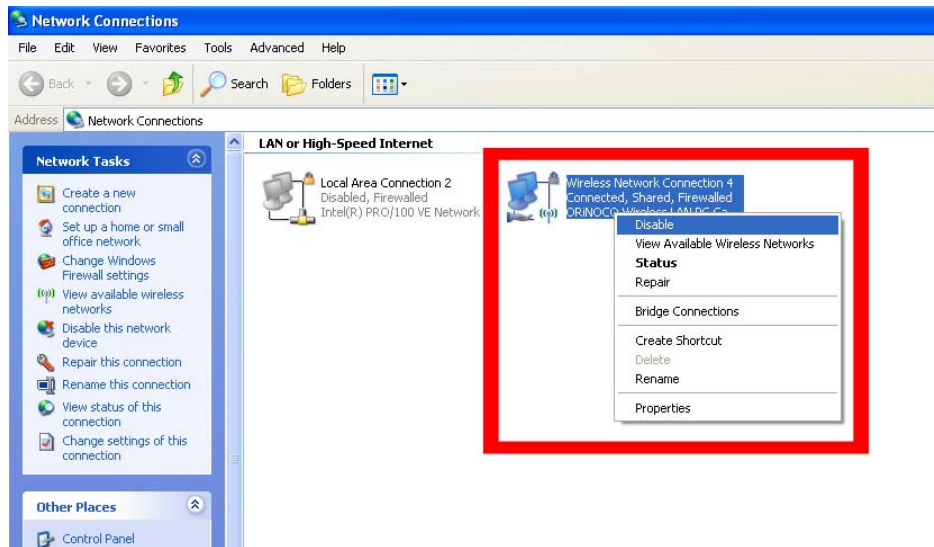 Network Connections
File Edit View Favorites Tools Advanced Help
Back Search Folders
Address Network Connections
Network Tasks
Create a new
connection
Set up a home or small
office network
Change Windows
Firewall settings
View available wireless
networks
Disable this network
device
Repair this connection
Rename this connection
View status of this
connection
Change settings of this
connection
Other Places
Control Panel
LAN or High-Speed Internet
Local Area Connection 2
Disabled, Firewalled
Intel(R) PRO/100 VE Network
Wireless Network Connection 4
Connected, Shared, Firewalled
ORiNOCO Wireless LAN PC Ca
Disable
View Available Wireless Networks
Status
Repair
Bridge Connections
Create Shortcut
Delete
Rename
Properties